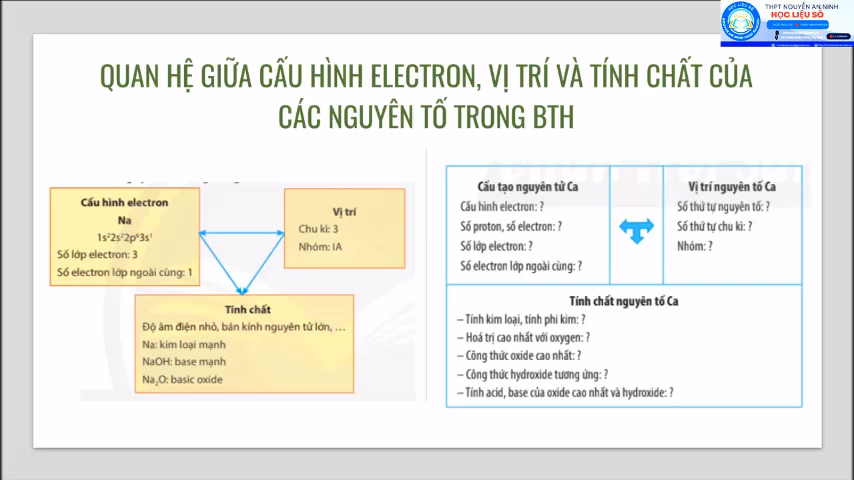 THPT NGUYỄN AN NINH
HỌC LIỆU SỐ
QUAN HỆ GIỮA CẤU HÌNH ELECTRON, VỊ TRÍ VÀ TÍNH CHẤT CỦA
CÁC NGUYÊN TỐ TRONG BTH
Cấu hình electron
Na
1s²2s²2p⁶3s¹
Số lớp electron: 3
Số electron lớp ngoài cùng: 1
Vị trí
Chu kì: 3
Nhóm: IA
Tính chất
Độ âm điện nhỏ, bán kính nguyên tử lớn, ...
Na: kim loại mạnh
NaOH: base mạnh
Na₂O: basic oxide
Cấu tạo nguyên tử Ca
Cấu hình electron: ?
Số proton, số electron: ?
Số lớp electron: ?
Số electron lớp ngoài cùng: ?
Vị trí nguyên tố Ca
Số thứ tự nguyên tố: ?
Số thứ tự chu kì: ?
Nhóm: ?
Tính chất nguyên tố Ca
– Tính kim loại, tính phi kim: ?
– Hoá trị cao nhất với oxygen: ?
– Công thức oxide cao nhất: ?
– Công thức hydroxide tương ứng: ?
– Tính acid, base của oxide cao nhất và hydroxide: ?